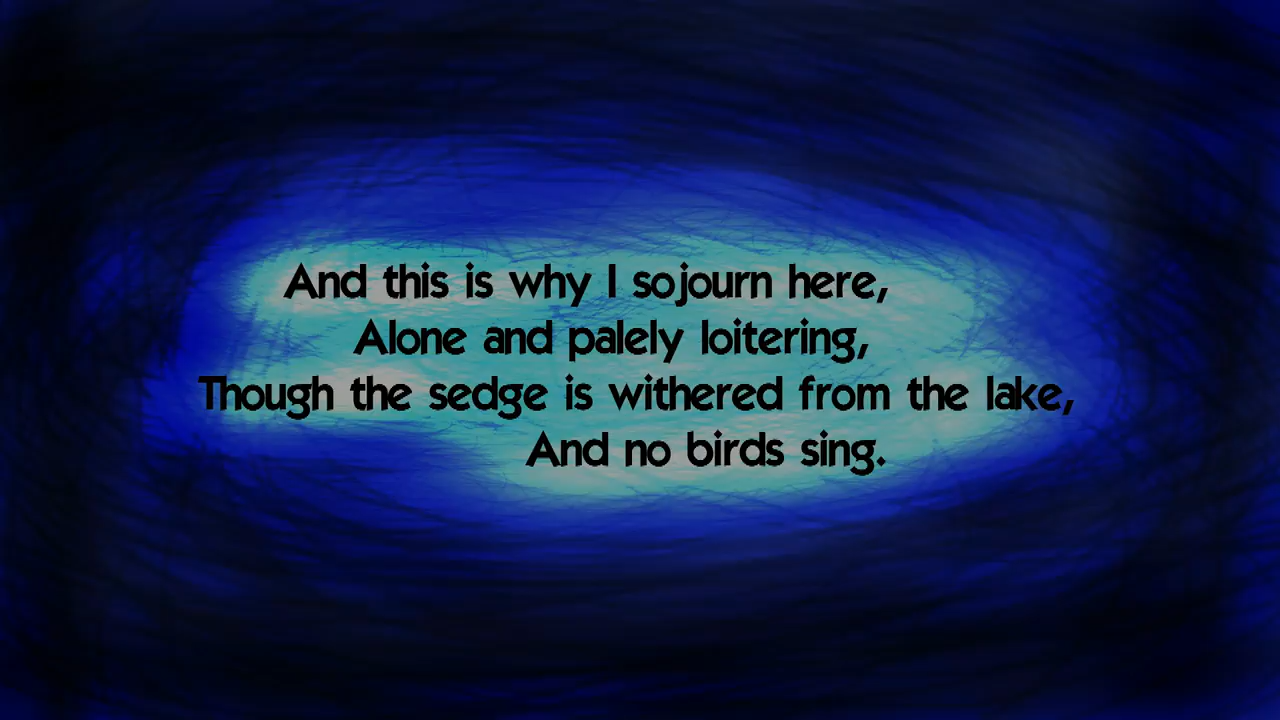 And this is why I sojourn here,
Alone and palely loitering,
Though the sedge is withered from the lake,
And no birds sing.